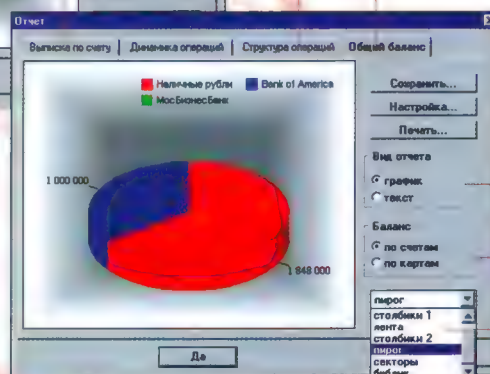 Отчет
Выписка по счету Динамика операций Структура операций Общий баланс
Наличные рубли Bank of America
МосБизнесБанк
1 000 000
1 848 000
Сохранить...
Настройка...
Печать...
Вид отчета
график
текст
Баланс
по счетам
по картам
пирог
столбики 1
лента
столбики 2
пирог
секторы
Да